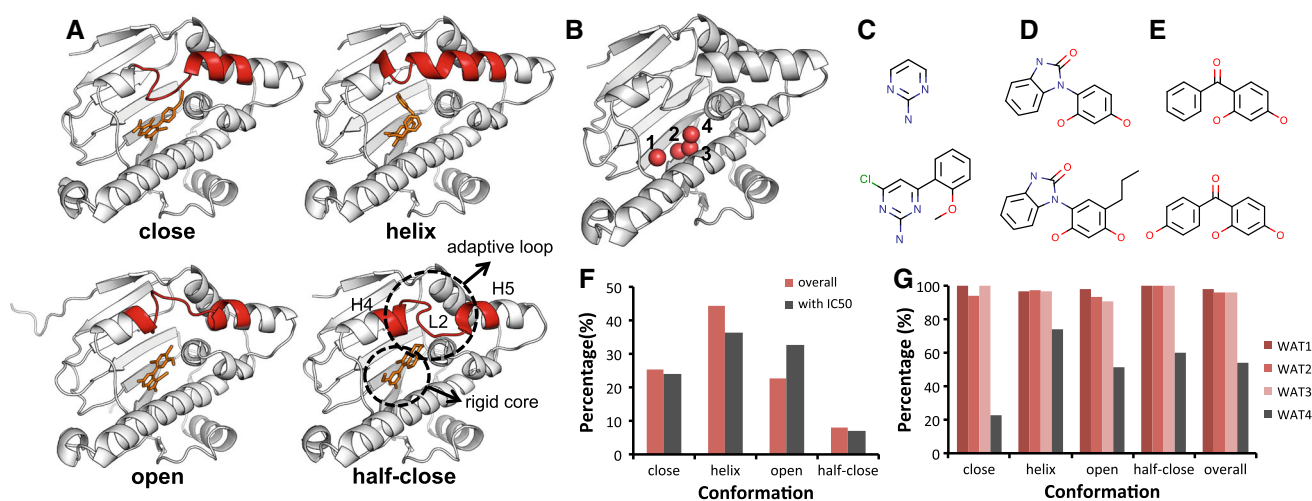 A
close
helix
open
half-close
adaptive loop
H4
L2
H5
rigid core
B
1
2
3
4
C
N
N
N
Cl
N
N
N
O
D
N
O
N
O
O
N
O
N
O
O
E
O
O
O
O
O
O
O
F
Percentage(%)
50
40
30
20
10
0
overall
with IC50
close helix open half-close
Conformation
G
Percentage (%)
100
80
60
40
20
0
WAT1
WAT2
WAT3
WAT4
close helix open half-close overall
Conformation